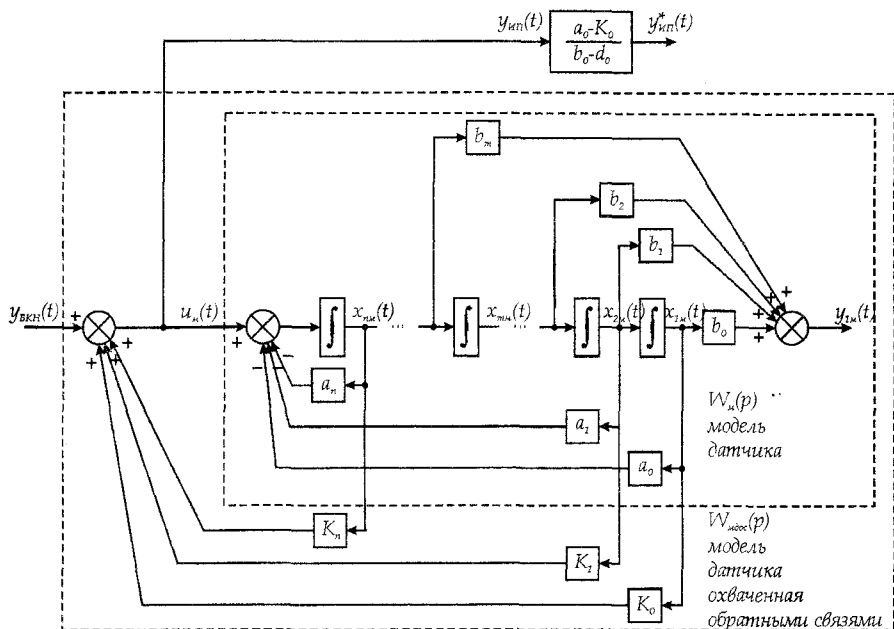 yип(t)
a₀-K₀
b₀-d₀
y*ип(t)
bₘ
b₂
b₁
yвкн(t)
+
uм(t)
+
∫
xₙм(t)
...
∫
xₘм(t)
...
∫
x₂м(t)
∫
x₁м(t)
b₀
+
+
+
+
y₁м(t)
+
+
+
− − −
aₙ
a₁
a₀
Wм(p)
модель
датчика
Kₙ
K₁
K₀
Wмдос(p)
модель
датчика
охваченная
обратными связями